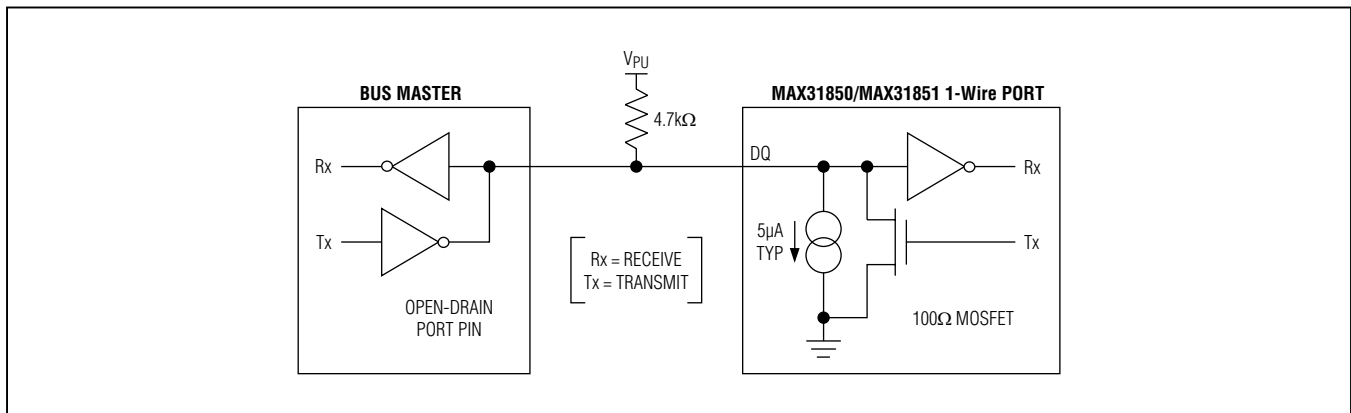 V_PU
BUS MASTER
MAX31850/MAX31851 1-Wire PORT
4.7kΩ
DQ
Rx
Rx
Tx
5µA
TYP
Tx
Rx = RECEIVE
Tx = TRANSMIT
OPEN-DRAIN
PORT PIN
100Ω MOSFET